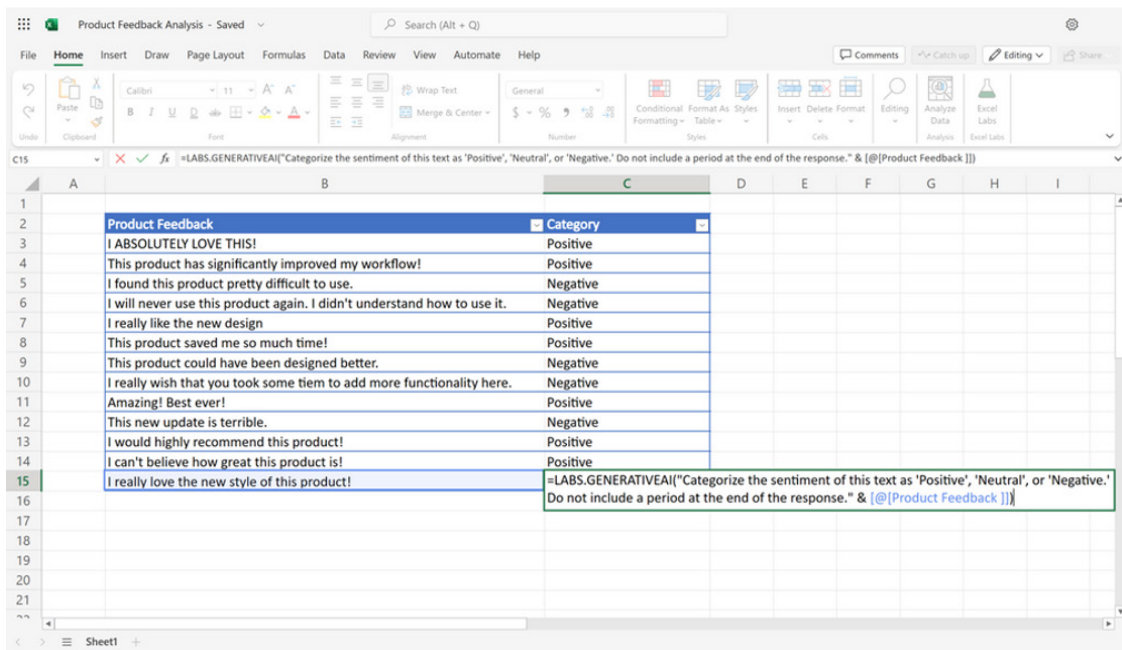 Product Feedback Analysis - Saved
Search (Alt + Q)
File Home Insert Draw Page Layout Formulas Data Review View Automate Help
Comments Catch up Editing Share
Paste
Calibri 11 A^ A˅
B I U D ab A
Wrap Text
Merge & Center
General
$ % 9
Conditional Formatting Format As Table Styles
Insert Delete Format
Editing
Analyze Data
Excel Labs
Undo Clipboard Font Alignment Number Styles Cells Analysis Excel Labs
C15 fx =LABS.GENERATIVEAI("Categorize the sentiment of this text as 'Positive', 'Neutral', or 'Negative.' Do not include a period at the end of the response." & [@[Product Feedback ]])
A B C D E F G H I
1
2 Product Feedback Category
3 I ABSOLUTELY LOVE THIS! Positive
4 This product has significantly improved my workflow! Positive
5 I found this product pretty difficult to use. Negative
6 I will never use this product again. I didn't understand how to use it. Negative
7 I really like the new design Positive
8 This product saved me so much time! Positive
9 This product could have been designed better. Negative
10 I really wish that you took some tiem to add more functionality here. Negative
11 Amazing! Best ever! Positive
12 This new update is terrible. Negative
13 I would highly recommend this product! Positive
14 I can't believe how great this product is! Positive
15 I really love the new style of this product! =LABS.GENERATIVEAI("Categorize the sentiment of this text as 'Positive', 'Neutral', or 'Negative.'
16 Do not include a period at the end of the response." & [@[Product Feedback ]])
17
18
19
20
21
Sheet1